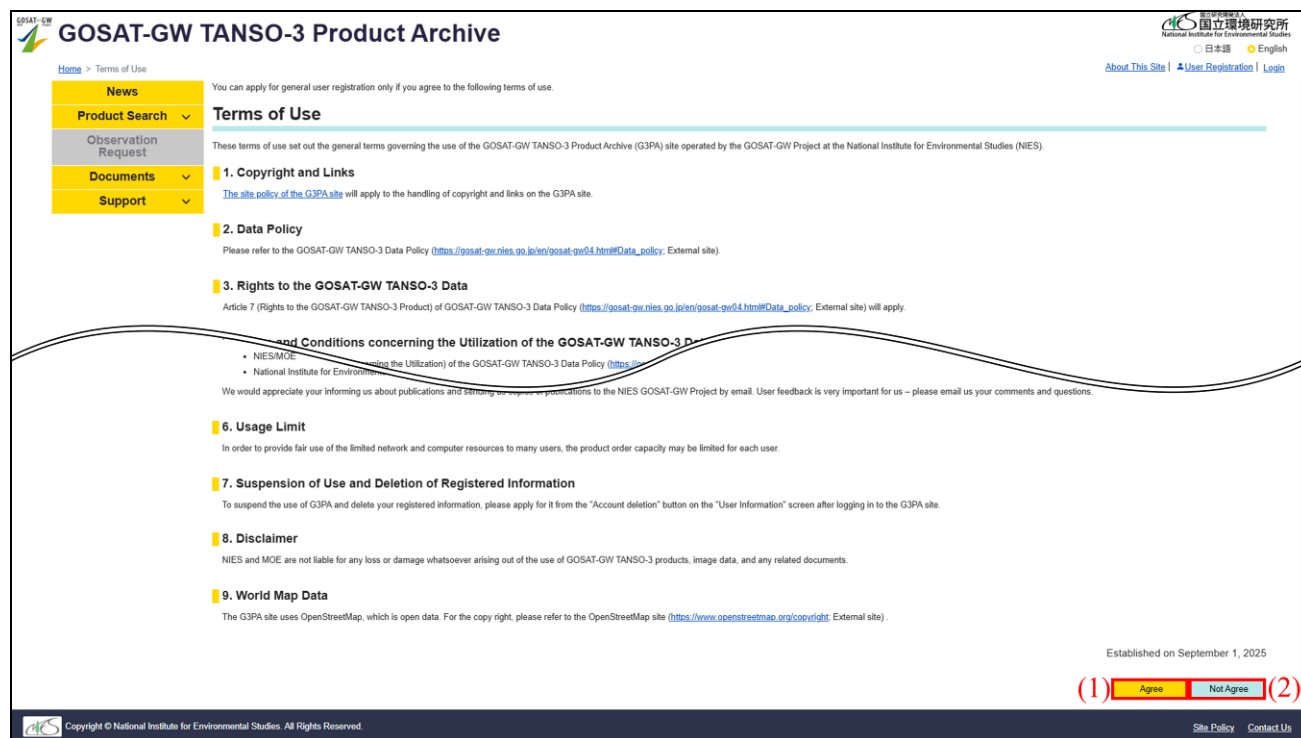 GOSAT-GW
GOSAT-GW TANSO-3 Product Archive
国立研究開発法人
国立環境研究所
National Institute for Environmental Studies
日本語 English
Home > Terms of Use
About This Site | User Registration | Login
News
Product Search
Observation
Request
Documents
Support
You can apply for general user registration only if you agree to the following terms of use.
Terms of Use
These terms of use set out the general terms governing the use of the GOSAT-GW TANSO-3 Product Archive (G3PA) site operated by the GOSAT-GW Project at the National Institute for Environmental Studies (NIES).
1. Copyright and Links
The site policy of the G3PA site will apply to the handling of copyright and links on the G3PA site.
2. Data Policy
Please refer to the GOSAT-GW TANSO-3 Data Policy (https://gosat-gw.nies.go.jp/en/gosat-gw04.html#Data_policy; External site).
3. Rights to the GOSAT-GW TANSO-3 Data
Article 7 (Rights to the GOSAT-GW TANSO-3 Product) of GOSAT-GW TANSO-3 Data Policy (https://gosat-gw.nies.go.jp/en/gosat-gw04.html#Data_policy; External site) will apply.
and Conditions concerning the Utilization of the GOSAT-GW TANSO-3
NIES/MOE
the Utilization) of the GOSAT-GW TANSO-3 Data Policy (https://
National Institute for
We would appreciate your informing us about publications and sending us copies of publications to the NIES GOSAT-GW Project by email. User feedback is very important for us – please email us your comments and questions.
6. Usage Limit
In order to provide fair use of the limited network and computer resources to many users, the product order capacity may be limited for each user.
7. Suspension of Use and Deletion of Registered Information
To suspend the use of G3PA and delete your registered information, please apply for it from the "Account deletion" button on the "User Information" screen after logging in to the G3PA site.
8. Disclaimer
NIES and MOE are not liable for any loss or damage whatsoever arising out of the use of GOSAT-GW TANSO-3 products, image data, and any related documents.
9. World Map Data
The G3PA site uses OpenStreetMap, which is open data. For the copy right, please refer to the OpenStreetMap site (https://www.openstreetmap.org/copyright; External site) .
Established on September 1, 2025
(1) Agree Not Agree (2)
Copyright © National Institute for Environmental Studies. All Rights Reserved.
Site Policy Contact Us